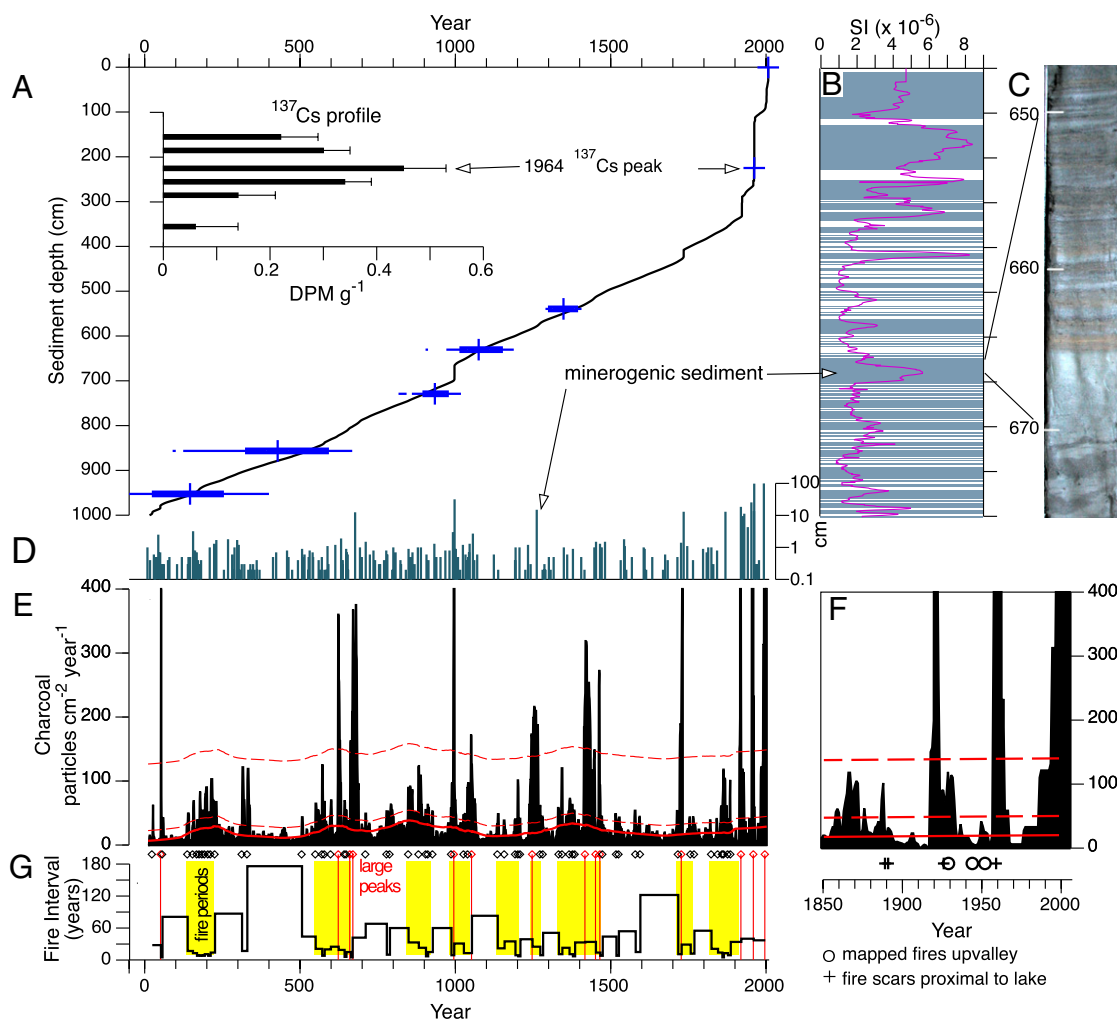 Year
0 500 1000 1500 2000
A
0
100
200
300
400
500
600
700
800
900
1000
Sediment depth (cm)
137Cs profile
1964 137Cs peak
0 0.2 0.4 0.6
DPM g-1
minerogenic sediment
SI (x 10-6)
0 2 4 6 8
B
C
650
660
670
D
100
10
1
0.1
cm
E
400
300
200
100
0
Charcoal
particles cm-2 year-1
F
400
300
200
100
0
1850 1900 1950 2000
Year
mapped fires upvalley
fire scars proximal to lake
G
180
120
60
0
Fire Interval
(years)
fire periods
large
peaks
0 500 1000 1500 2000
Year